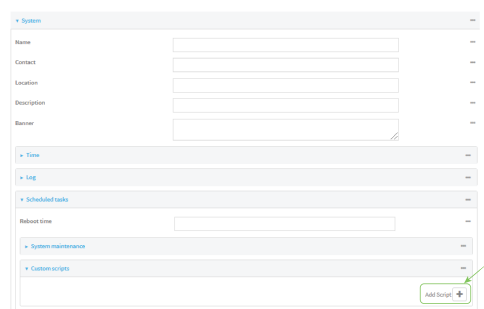 System
Name
Contact
Location
Description
Banner
Time
Log
Scheduled tasks
Reboot time
System maintenance
Custom scripts
Add Script